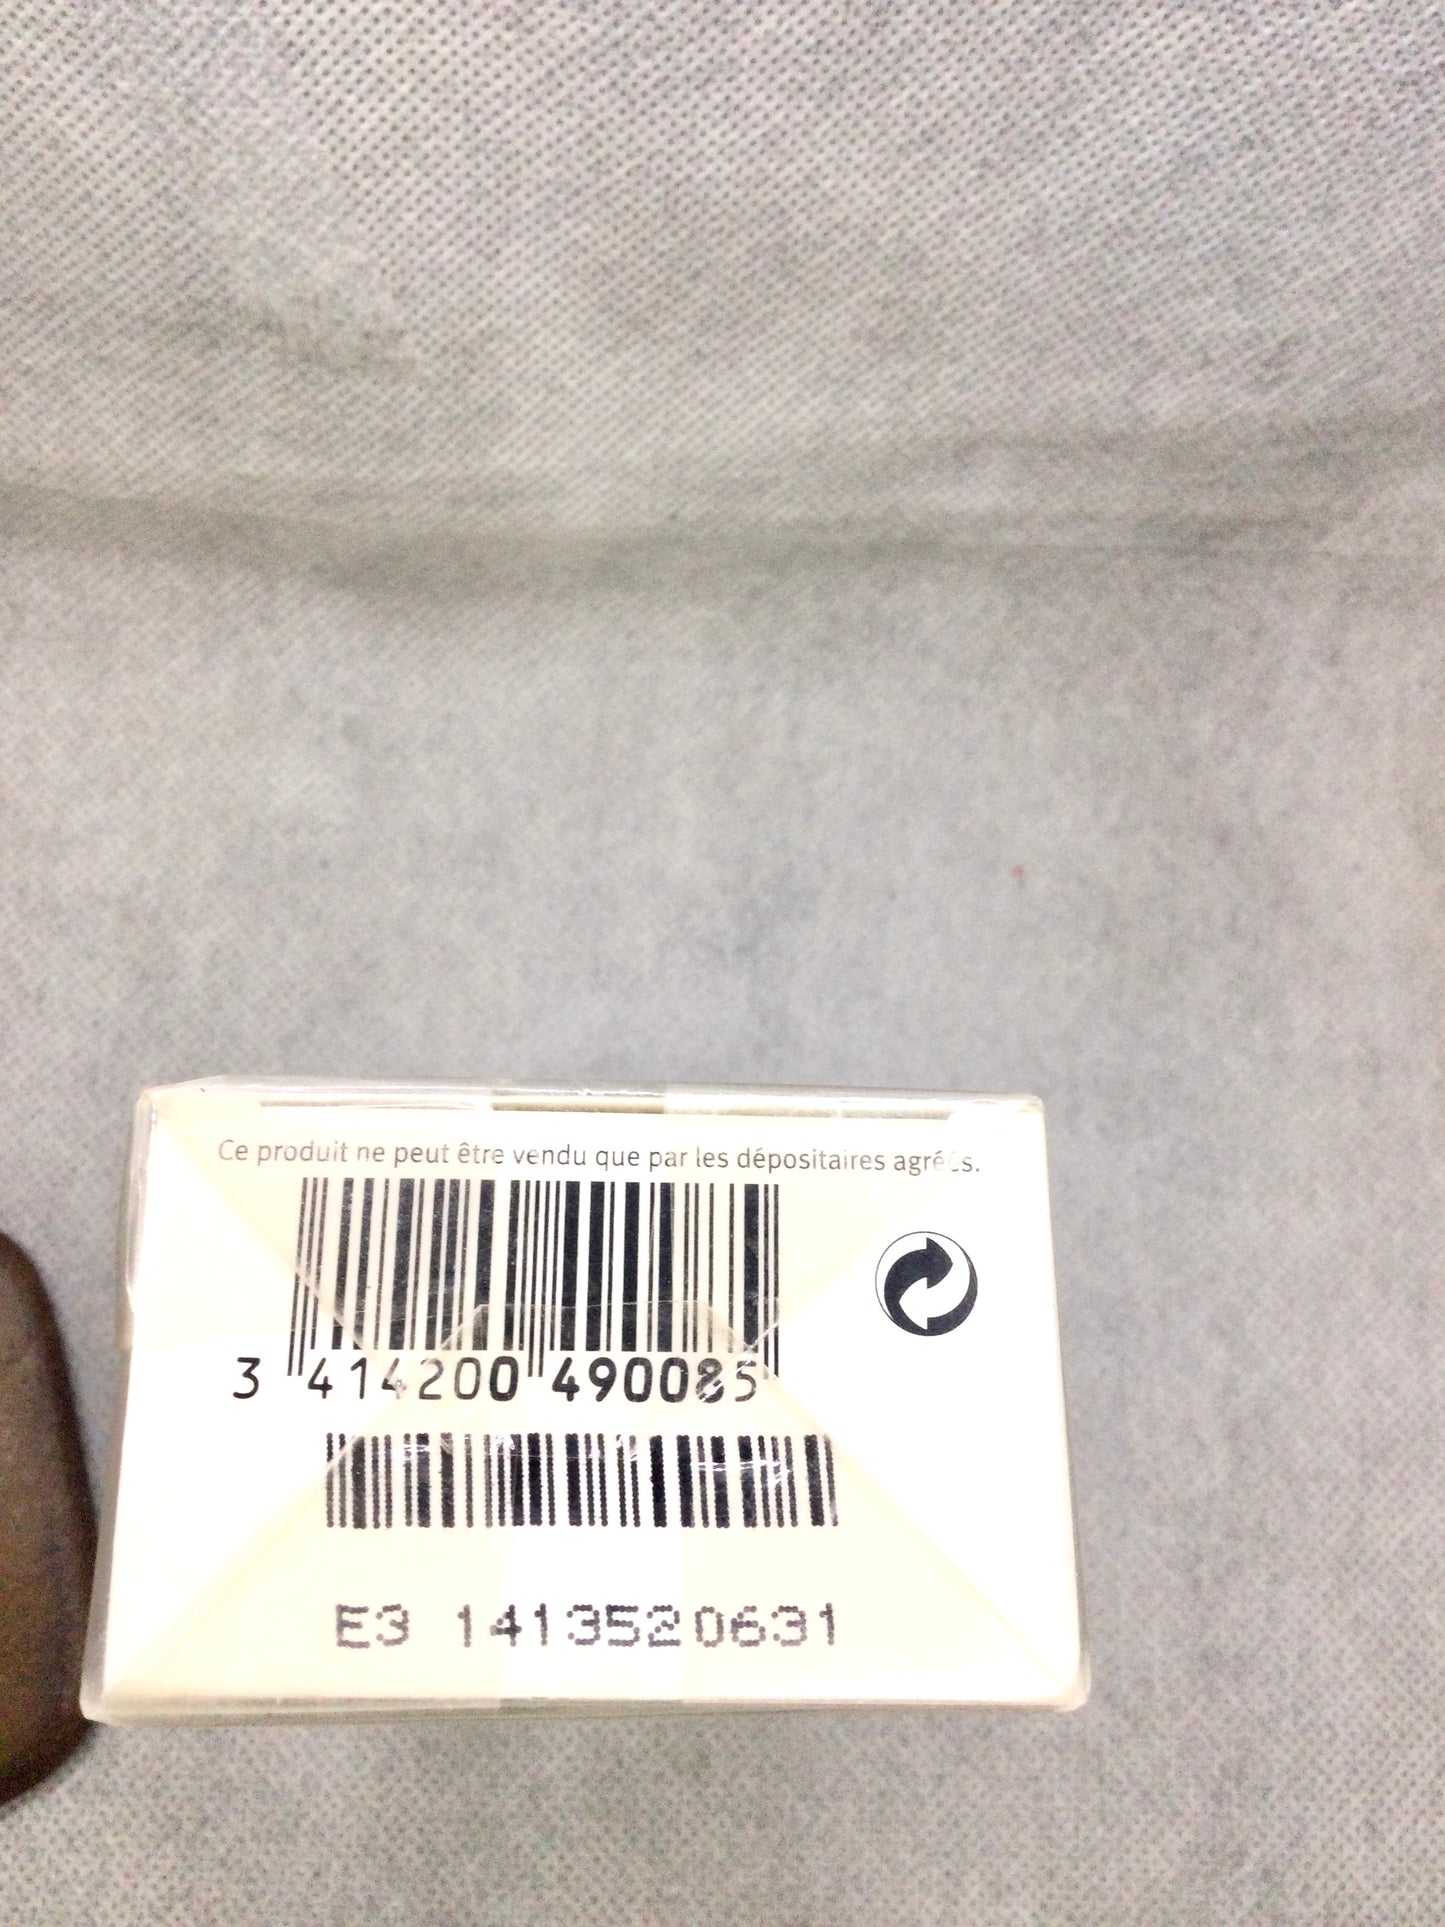 Ce produit ne peut être vendu que par les dépositaires agréés.
3 414200 490085
E3 1413520631